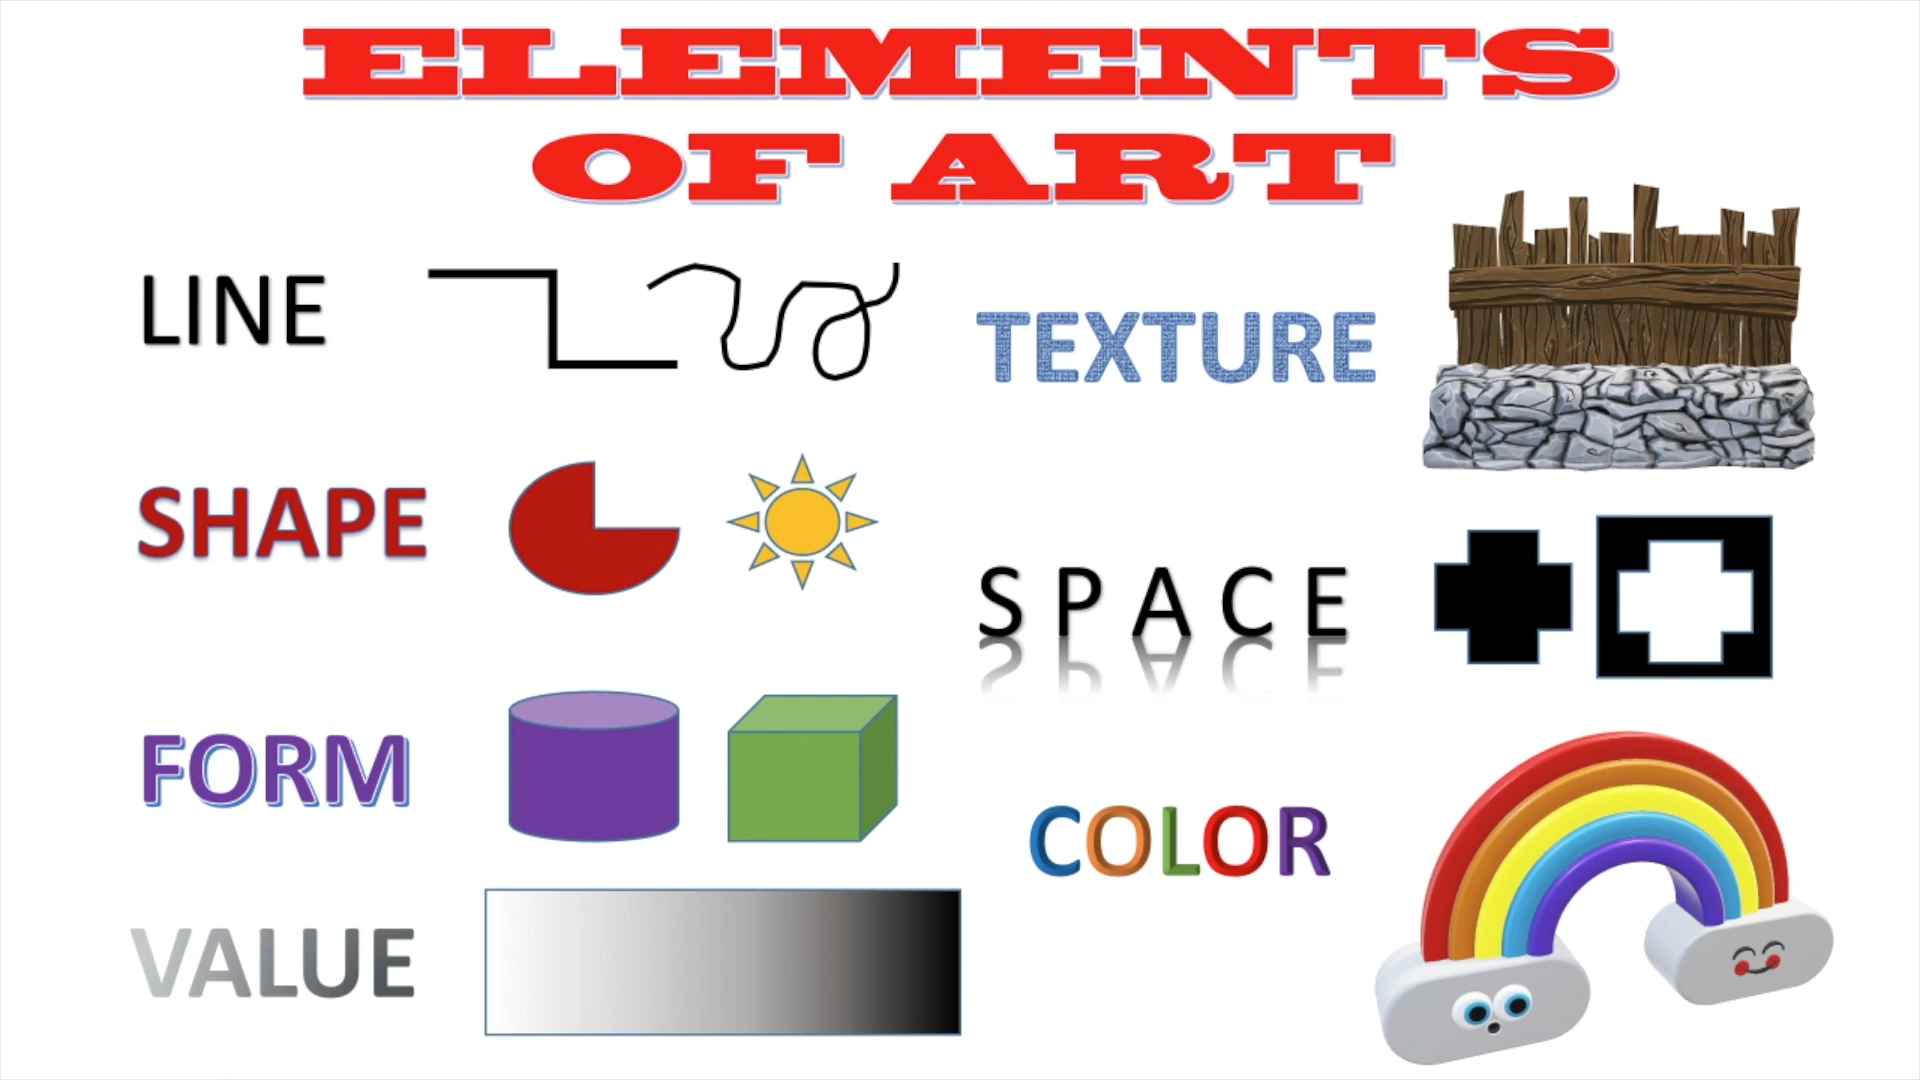 ELEMENTS
OF ART
LINE
SHAPE
FORM
VALUE
TEXTURE
SPACE
COLOR